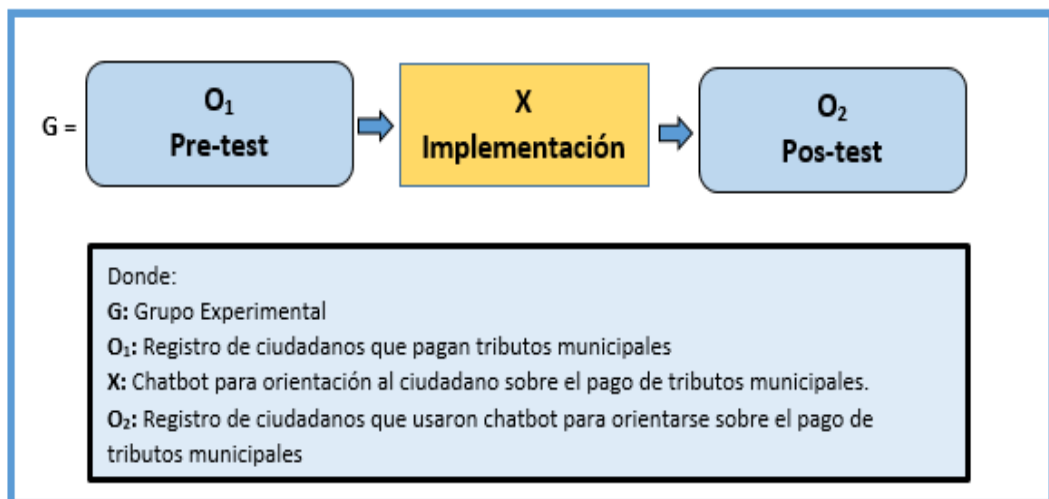 G =
O₁
Pre-test
X
Implementación
O₂
Pos-test
Donde:
G: Grupo Experimental
O₁: Registro de ciudadanos que pagan tributos municipales
X: Chatbot para orientación al ciudadano sobre el pago de tributos municipales.
O₂: Registro de ciudadanos que usaron chatbot para orientarse sobre el pago de
tributos municipales